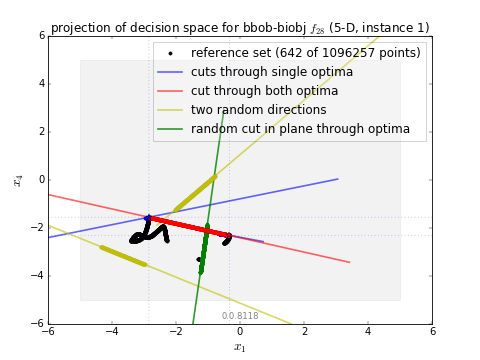 projection of decision space for bbob-biobj f₂₈ (5-D, instance 1)
6
4
2
0
−2
−4
−6
x₄
reference set (642 of 1096257 points)
cuts through single optima
cut through both optima
two random directions
random cut in plane through optima
0.0.8118
−6 −4 −2 0 2 4 6
x₁